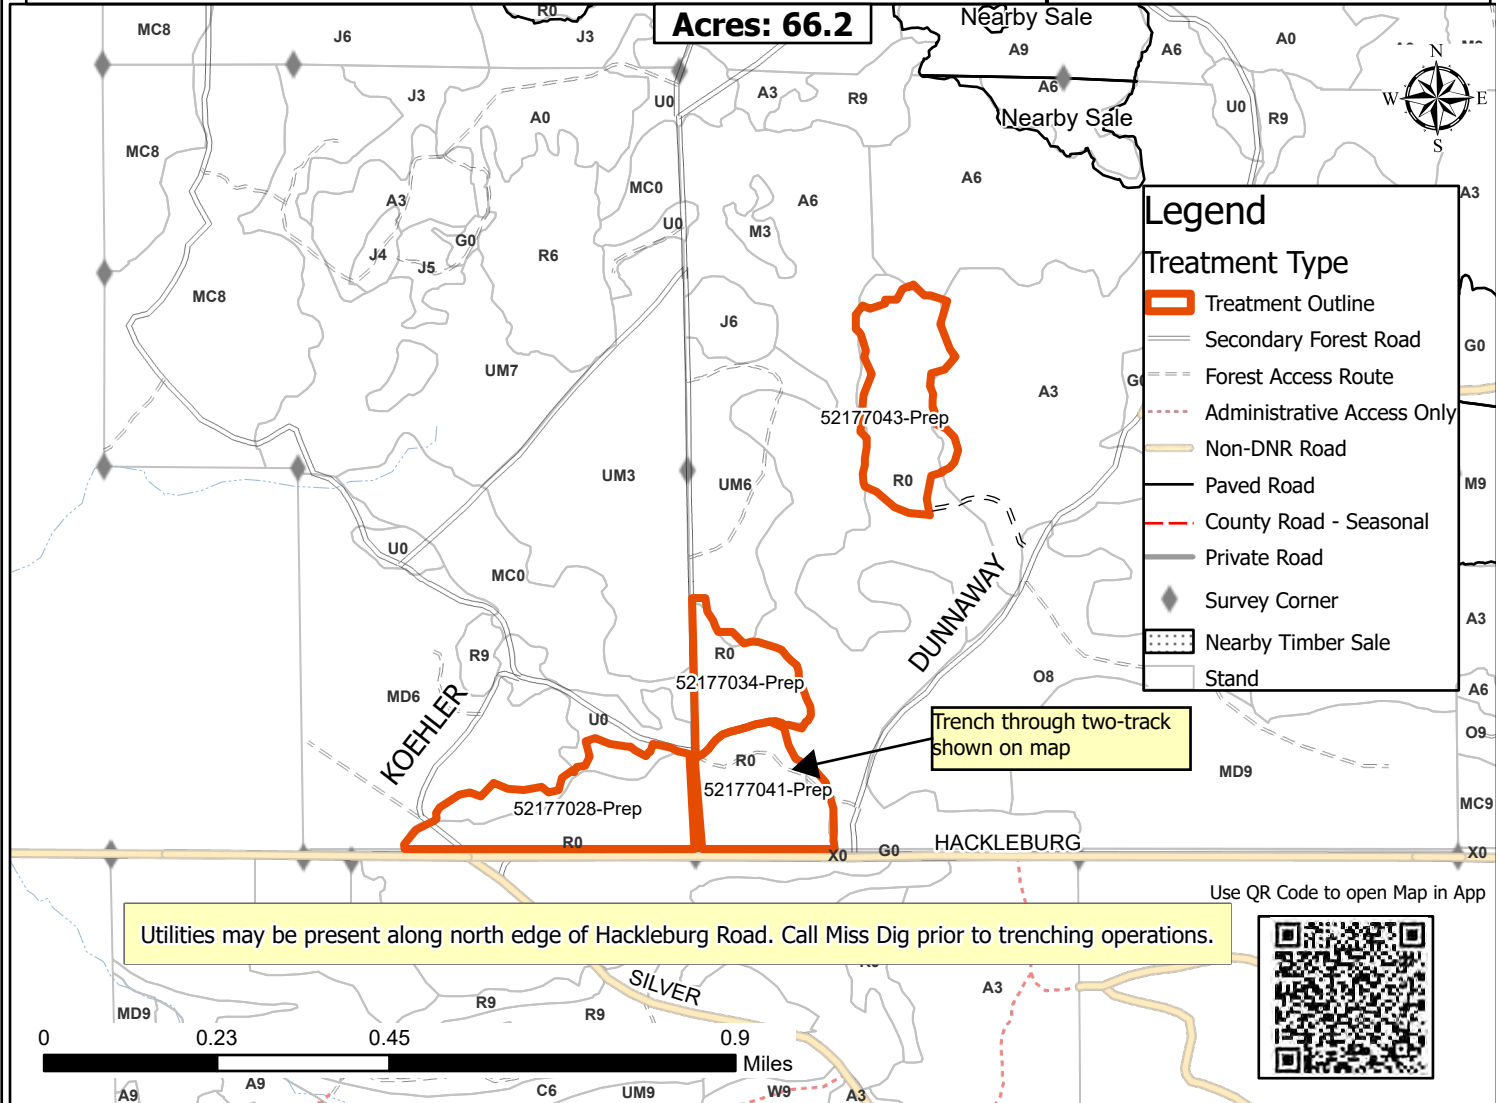 R0
Acres: 66.2
Nearby Sale
MC8
J6
J3
A9
A6
A0
N
W
E
S
J3
U0
A3
R9
A6
A0
Nearby Sale
U0
R9
MC8
MC0
A3
A6
A6
A3
U0
M3
G0
J4
J5
R6
MC8
J6
UM7
A3
G0
G0
Legend
Treatment Type
Treatment Outline
Secondary Forest Road
Forest Access Route
Administrative Access Only
Non-DNR Road
Paved Road
County Road - Seasonal
Private Road
Survey Corner
Nearby Timber Sale
Stand
52177043-Prep
R0
UM3
UM6
M9
U0
MC0
DUNNAWAY
A3
R9
R0
52177034-Prep
O8
MD6
A6
KOEHLER
U0
Trench through two-track
shown on map
O9
R0
MD9
52177041-Prep
52177028-Prep
MC9
R0
HACKLEBURG
X0
G0
X0
Use QR Code to open Map in App
Utilities may be present along north edge of Hackleburg Road. Call Miss Dig prior to trenching operations.
SILVER
A3
R9
R9
MD9
0
0.23
0.45
0.9
Miles
A9
A9
C6
UM9
W9
A3